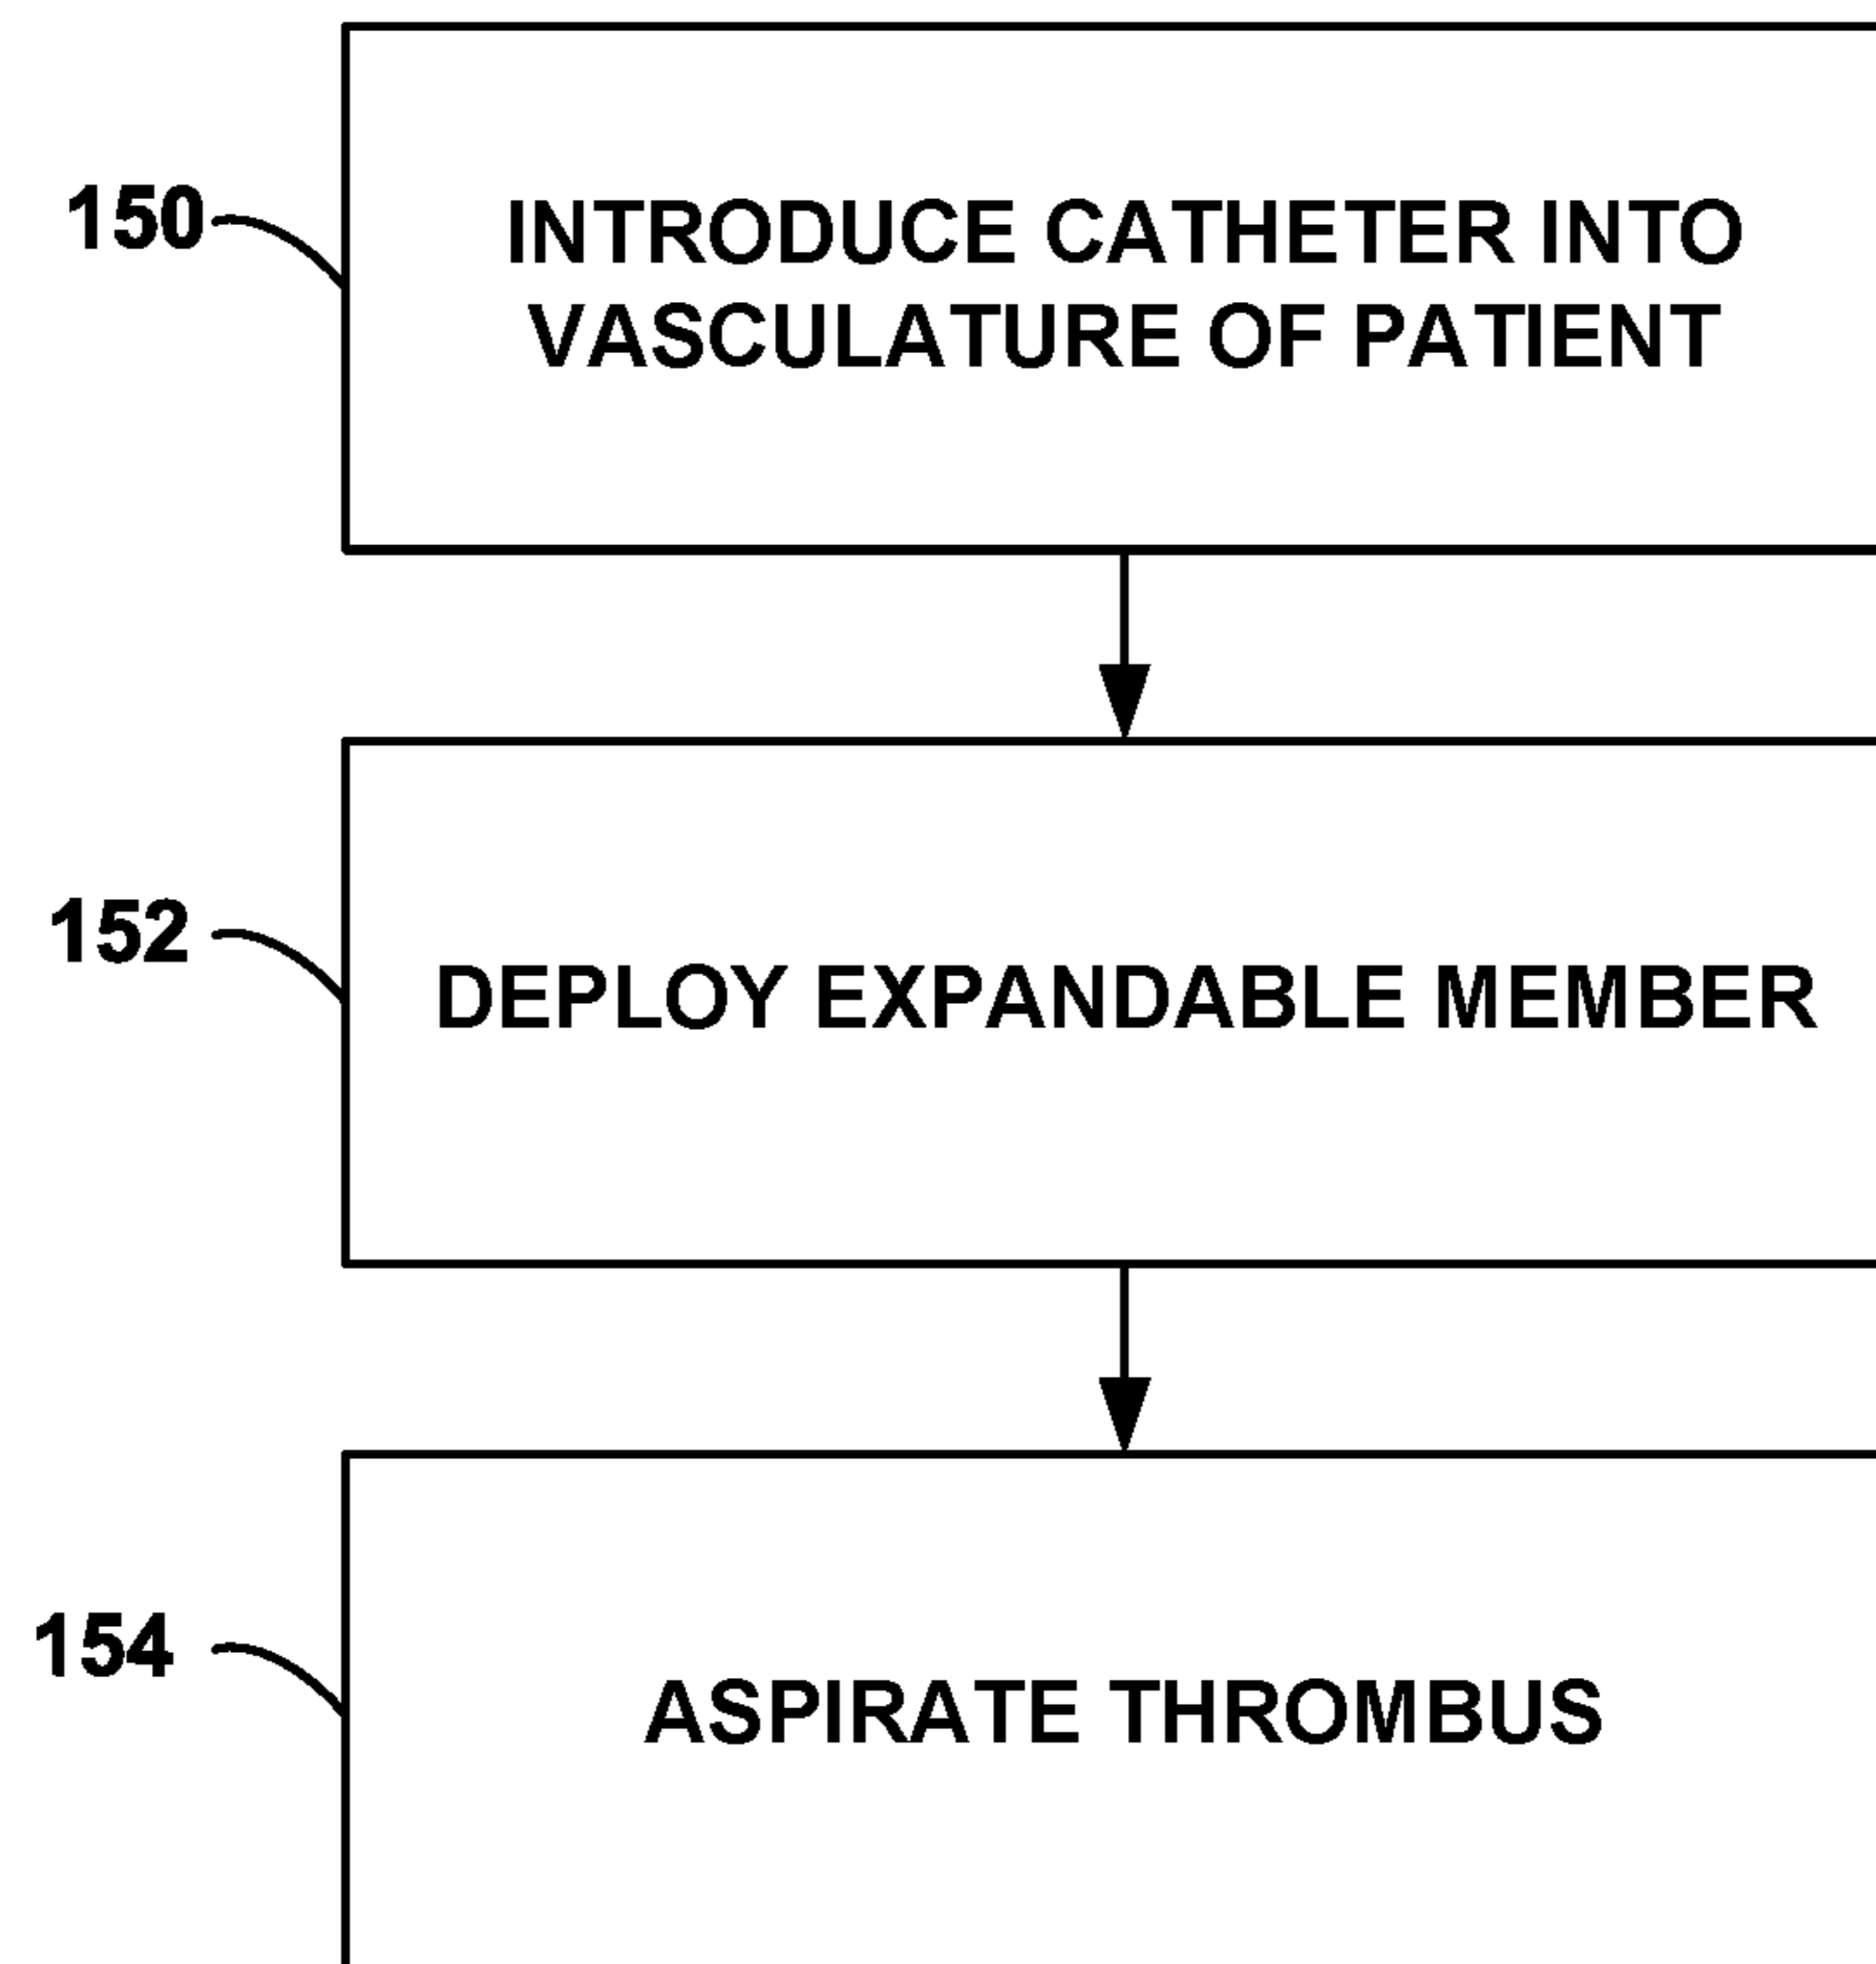 150
INTRODUCE CATHETER INTO
VASCULATURE OF PATIENT
152
DEPLOY EXPANDABLE MEMBER
154
ASPIRATE THROMBUS